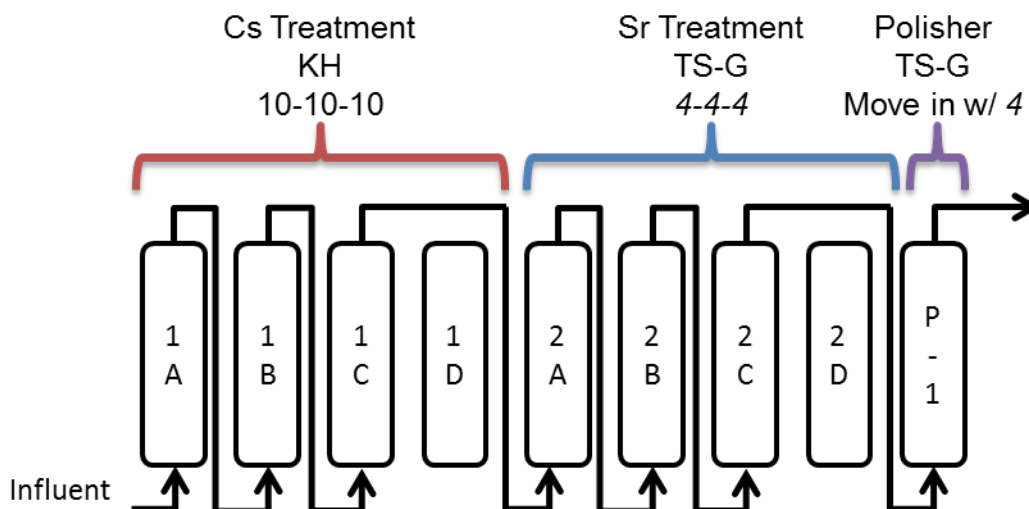 Cs Treatment
KH
10-10-10
Sr Treatment
TS-G
4-4-4
Polisher
TS-G
Move in w/ 4
1
A
1
B
1
C
1
D
2
A
2
B
2
C
2
D
P
-
1
Influent